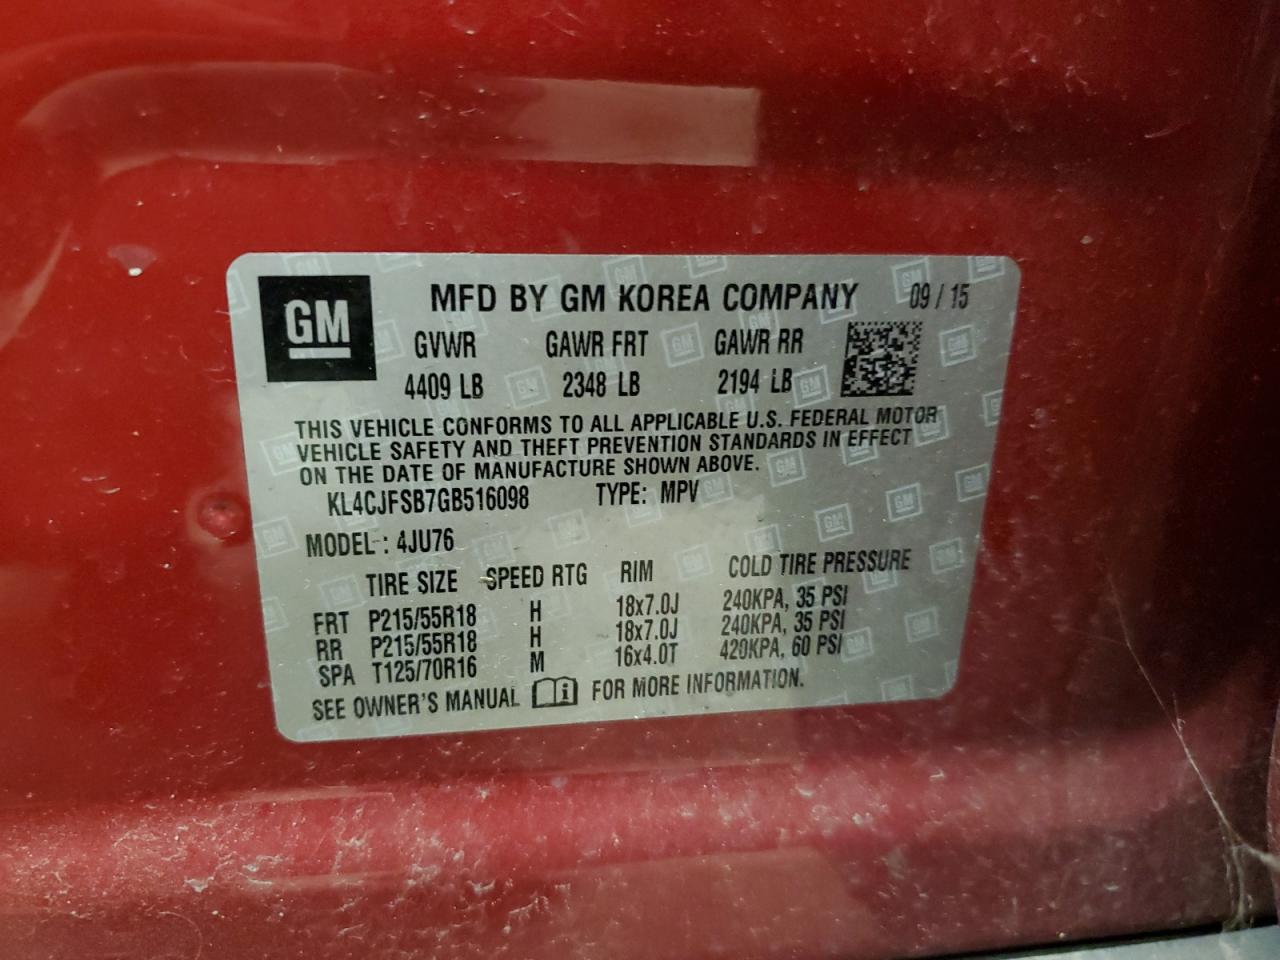 GM MFD BY GM KOREA COMPANY 09 / 15
GVWR GAWR FRT GAWR RR
4409 LB 2348 LB 2194 LB
THIS VEHICLE CONFORMS TO ALL APPLICABLE U.S. FEDERAL MOTOR
VEHICLE SAFETY AND THEFT PREVENTION STANDARDS IN EFFECT
ON THE DATE OF MANUFACTURE SHOWN ABOVE.
KL4CJFSB7GB516098 TYPE: MPV
MODEL : 4JU76
TIRE SIZE SPEED RTG RIM COLD TIRE PRESSURE
FRT P215/55R18 H 18x7.0J 240KPA, 35 PSI
RR P215/55R18 H 18x7.0J 240KPA, 35 PSI
SPA T125/70R16 M 16x4.0T 420KPA, 60 PSI
SEE OWNER'S MANUAL FOR MORE INFORMATION.